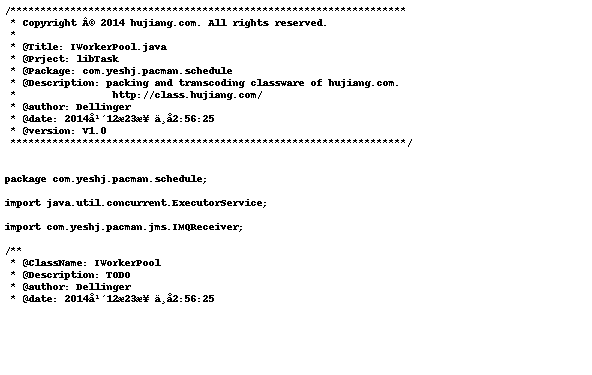 /******************************************************************
 * Copyright Â© 2014 hujiang.com. All rights reserved.
 *
 * @Title: IWorkerPool.java
 * @Prject: libTask
 * @Package: com.yeshj.pacman.schedule
 * @Description: packing and transcoding classware of hujiang.com.
 *                http://class.hujiang.com/
 * @author: Dellinger
 * @date: 2014å¹´12æ23æ¥ ä¸å2:56:25
 * @version: V1.0
 ******************************************************************/
package com.yeshj.pacman.schedule;
import java.util.concurrent.ExecutorService;
import com.yeshj.pacman.jms.IMQReceiver;
/**
 * @ClassName: IWorkerPool
 * @Description: TODO
 * @author: Dellinger
 * @date: 2014å¹´12æ23æ¥ ä¸å2:56:25